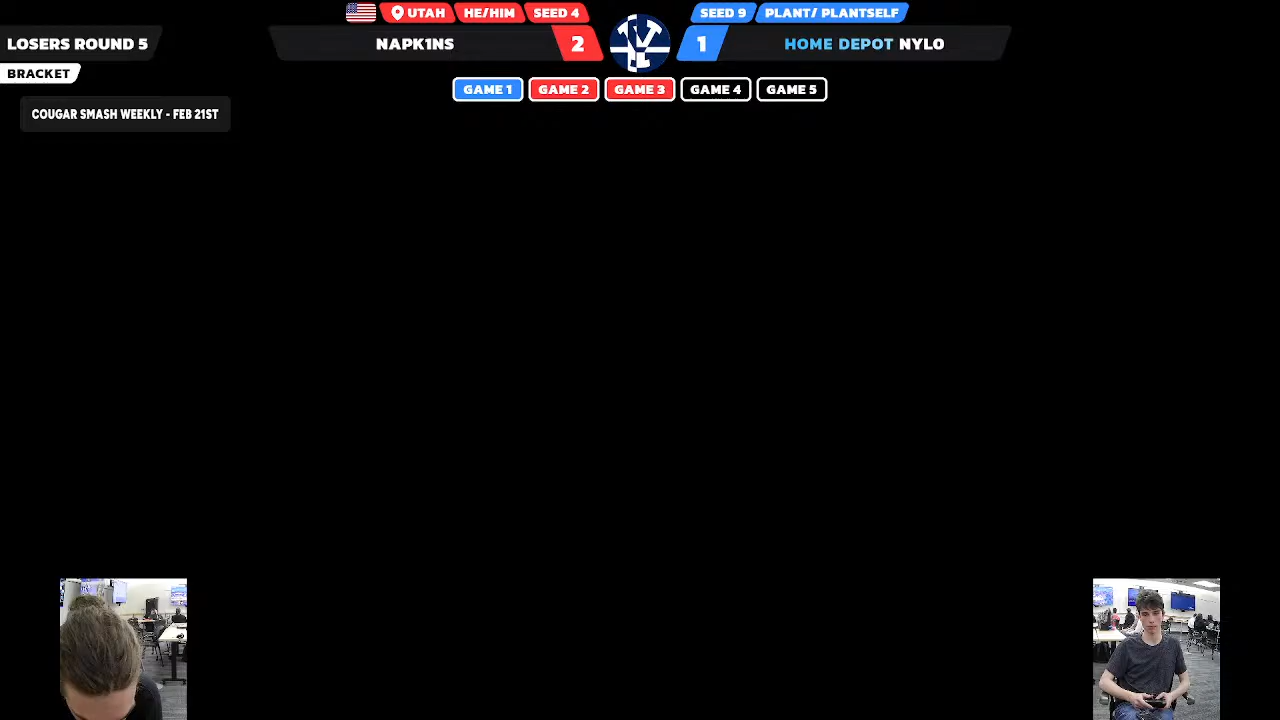 UTAH HE/HIM SEED 4
SEED 9 PLANT/ PLANTSELF
LOSERS ROUND 5
NAPK1NS 2
1 HOME DEPOT NYLO
BRACKET
GAME 1 GAME 2 GAME 3 GAME 4 GAME 5
COUGAR SMASH WEEKLY - FEB 21ST